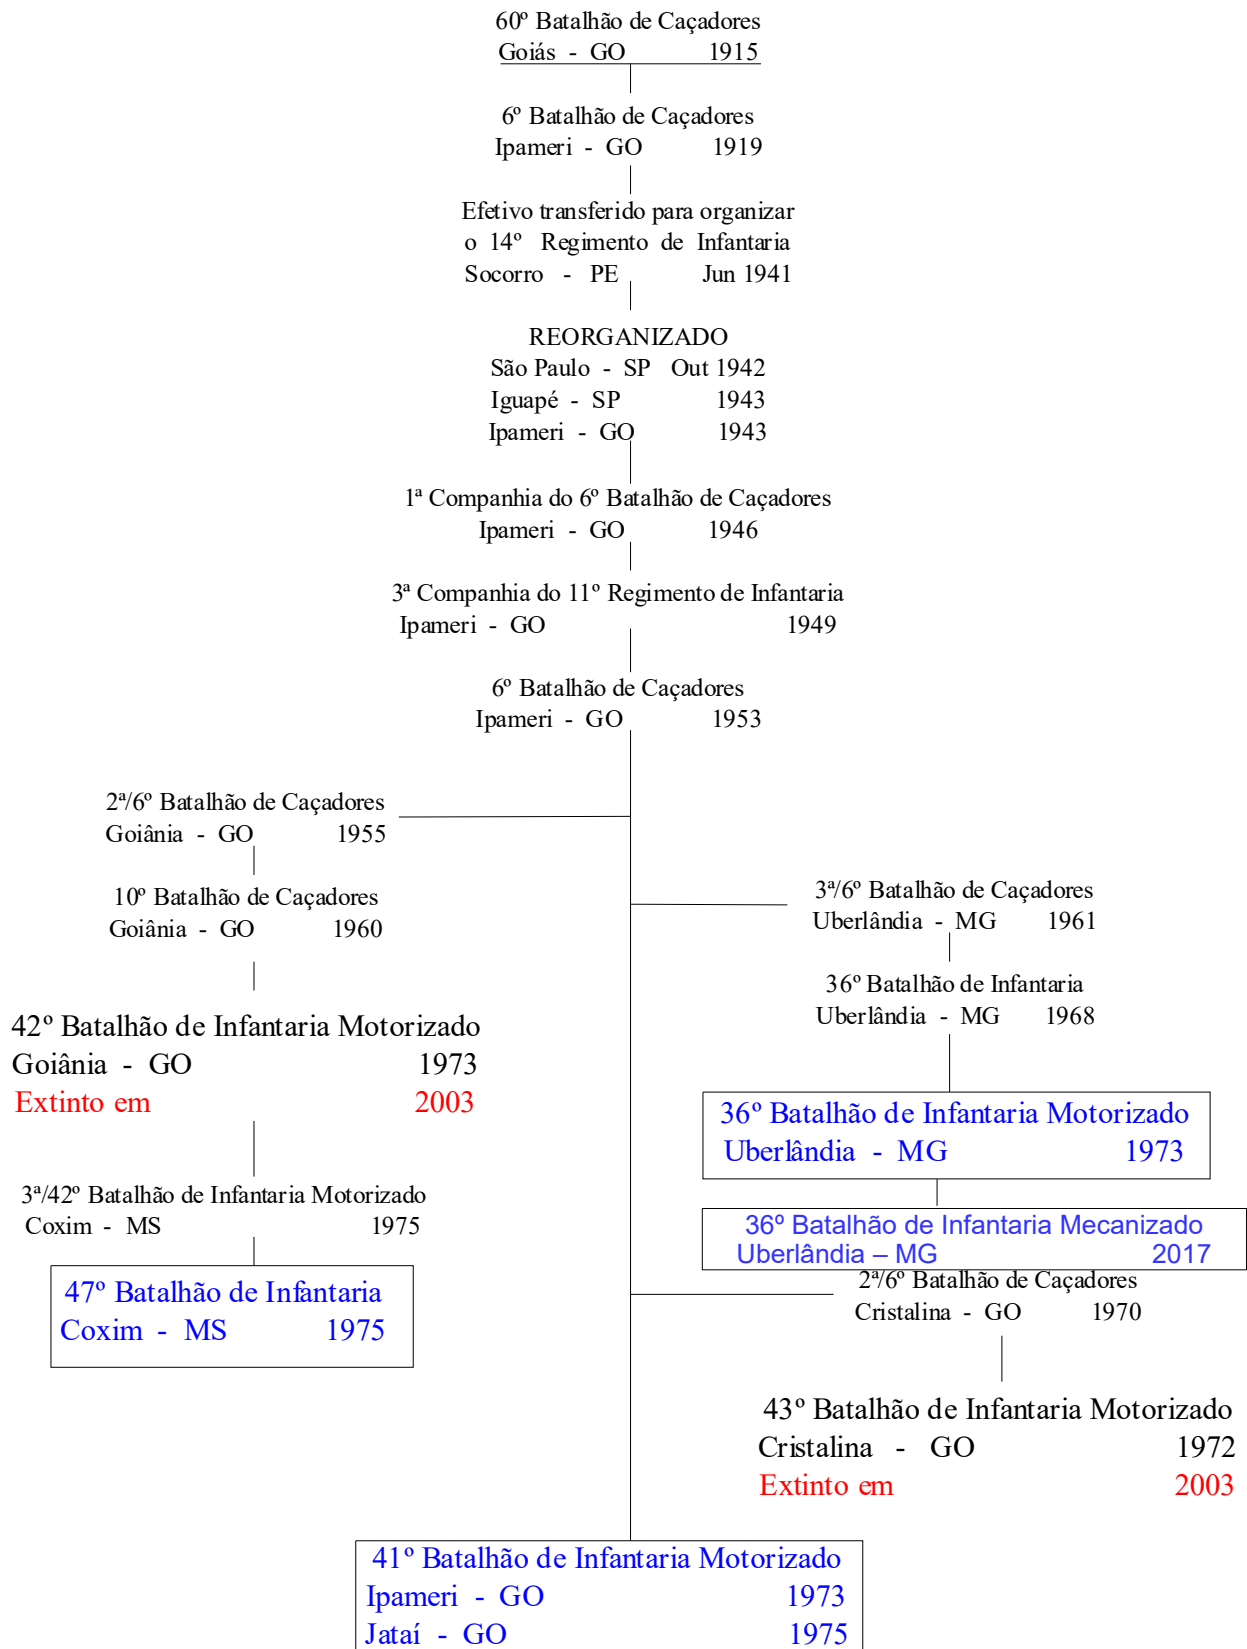 60º Batalhão de Caçadores
Goiás - GO 1915
6º Batalhão de Caçadores
Ipameri - GO 1919
Efetivo transferido para organizar
o 14º Regimento de Infantaria
Socorro - PE Jun 1941
REORGANIZADO
São Paulo - SP Out 1942
Iguapé - SP 1943
Ipameri - GO 1943
1ª Companhia do 6º Batalhão de Caçadores
Ipameri - GO 1946
3ª Companhia do 11º Regimento de Infantaria
Ipameri - GO 1949
6º Batalhão de Caçadores
Ipameri - GO 1953
2ª/6º Batalhão de Caçadores
Goiânia - GO 1955
10º Batalhão de Caçadores
Goiânia - GO 1960
42º Batalhão de Infantaria Motorizado
Goiânia - GO 1973
Extinto em 2003
3ª/42º Batalhão de Infantaria Motorizado
Coxim - MS 1975
47º Batalhão de Infantaria
Coxim - MS 1975
3ª/6º Batalhão de Caçadores
Uberlândia - MG 1961
36º Batalhão de Infantaria
Uberlândia - MG 1968
36º Batalhão de Infantaria Motorizado
Uberlândia - MG 1973
36º Batalhão de Infantaria Mecanizado
Uberlândia – MG 2017
2ª/6º Batalhão de Caçadores
Cristalina - GO 1970
43º Batalhão de Infantaria Motorizado
Cristalina - GO 1972
Extinto em 2003
41º Batalhão de Infantaria Motorizado
Ipameri - GO 1973
Jataí - GO 1975